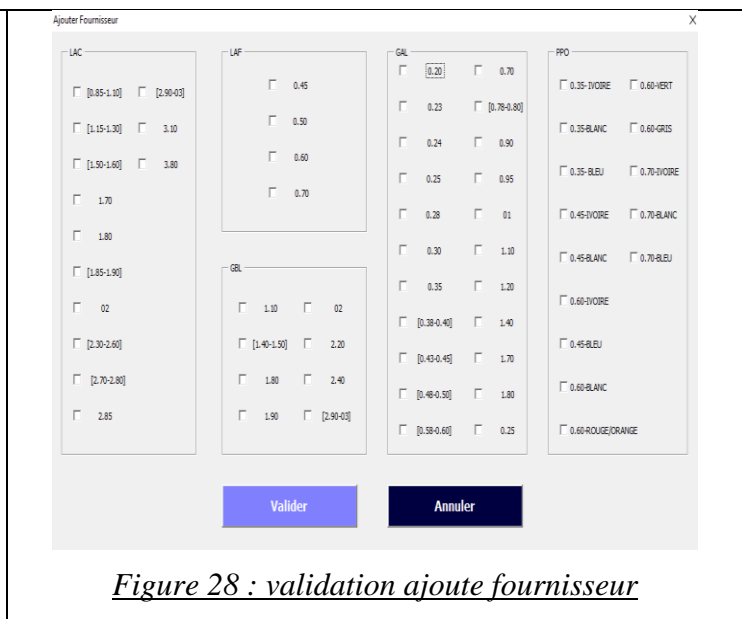 Ajouter Fournisseur X
LAC
[0.85-1.10] [2.90-03]
[1.15-1.30] 3.10
[1.50-1.60] 3.80
1.70
1.80
[1.85-1.90]
02
[2.30-2.60]
[2.70-2.80]
2.85
LAF
0.45
0.50
0.60
0.70
GBL
1.10 02
[1.40-1.50] 2.20
1.80 2.40
1.90 [2.90-03]
GAL
0.20 0.70
0.23 [0.78-0.80]
0.24 0.90
0.25 0.95
0.28 01
0.30 1.10
0.35 1.20
[0.38-0.40] 1.40
[0.43-0.45] 1.70
[0.48-0.50] 1.80
[0.58-0.60] 0.25
PPO
0.35- IVOIRE 0.60-VERT
0.35-BLANC 0.60-GRIS
0.35- BLEU 0.70-IVOIRE
0.45-IVOIRE 0.70-BLANC
0.45-BLANC 0.70-BLEU
0.60-IVOIRE
0.45-BLEU
0.60-BLANC
0.60-ROUGE/ORANGE
Valider Annuler
Figure 28 : validation ajoute fournisseur